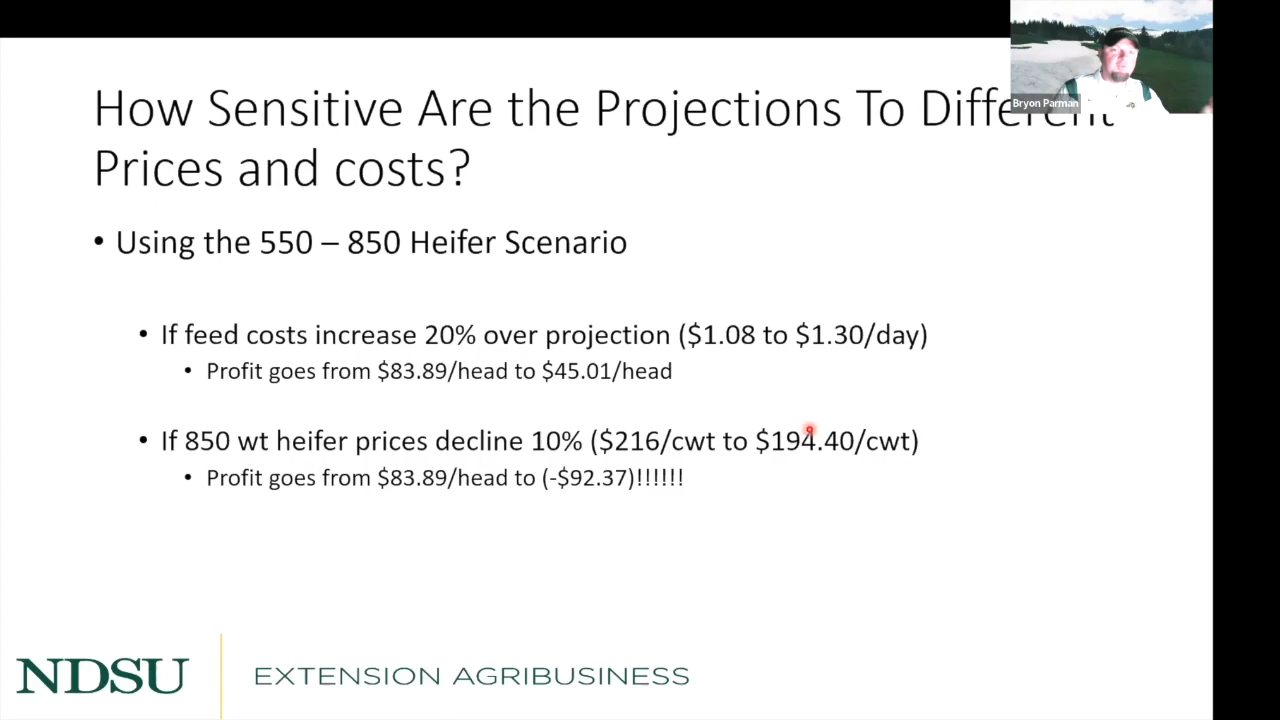 How Sensitive Are the Projections To Different
Prices and costs?
Bryon Parman
• Using the 550 – 850 Heifer Scenario
• If feed costs increase 20% over projection ($1.08 to $1.30/day)
• Profit goes from $83.89/head to $45.01/head
• If 850 wt heifer prices decline 10% ($216/cwt to $194.40/cwt)
• Profit goes from $83.89/head to (-$92.37)!!!!!!
NDSU
EXTENSION AGRIBUSINESS